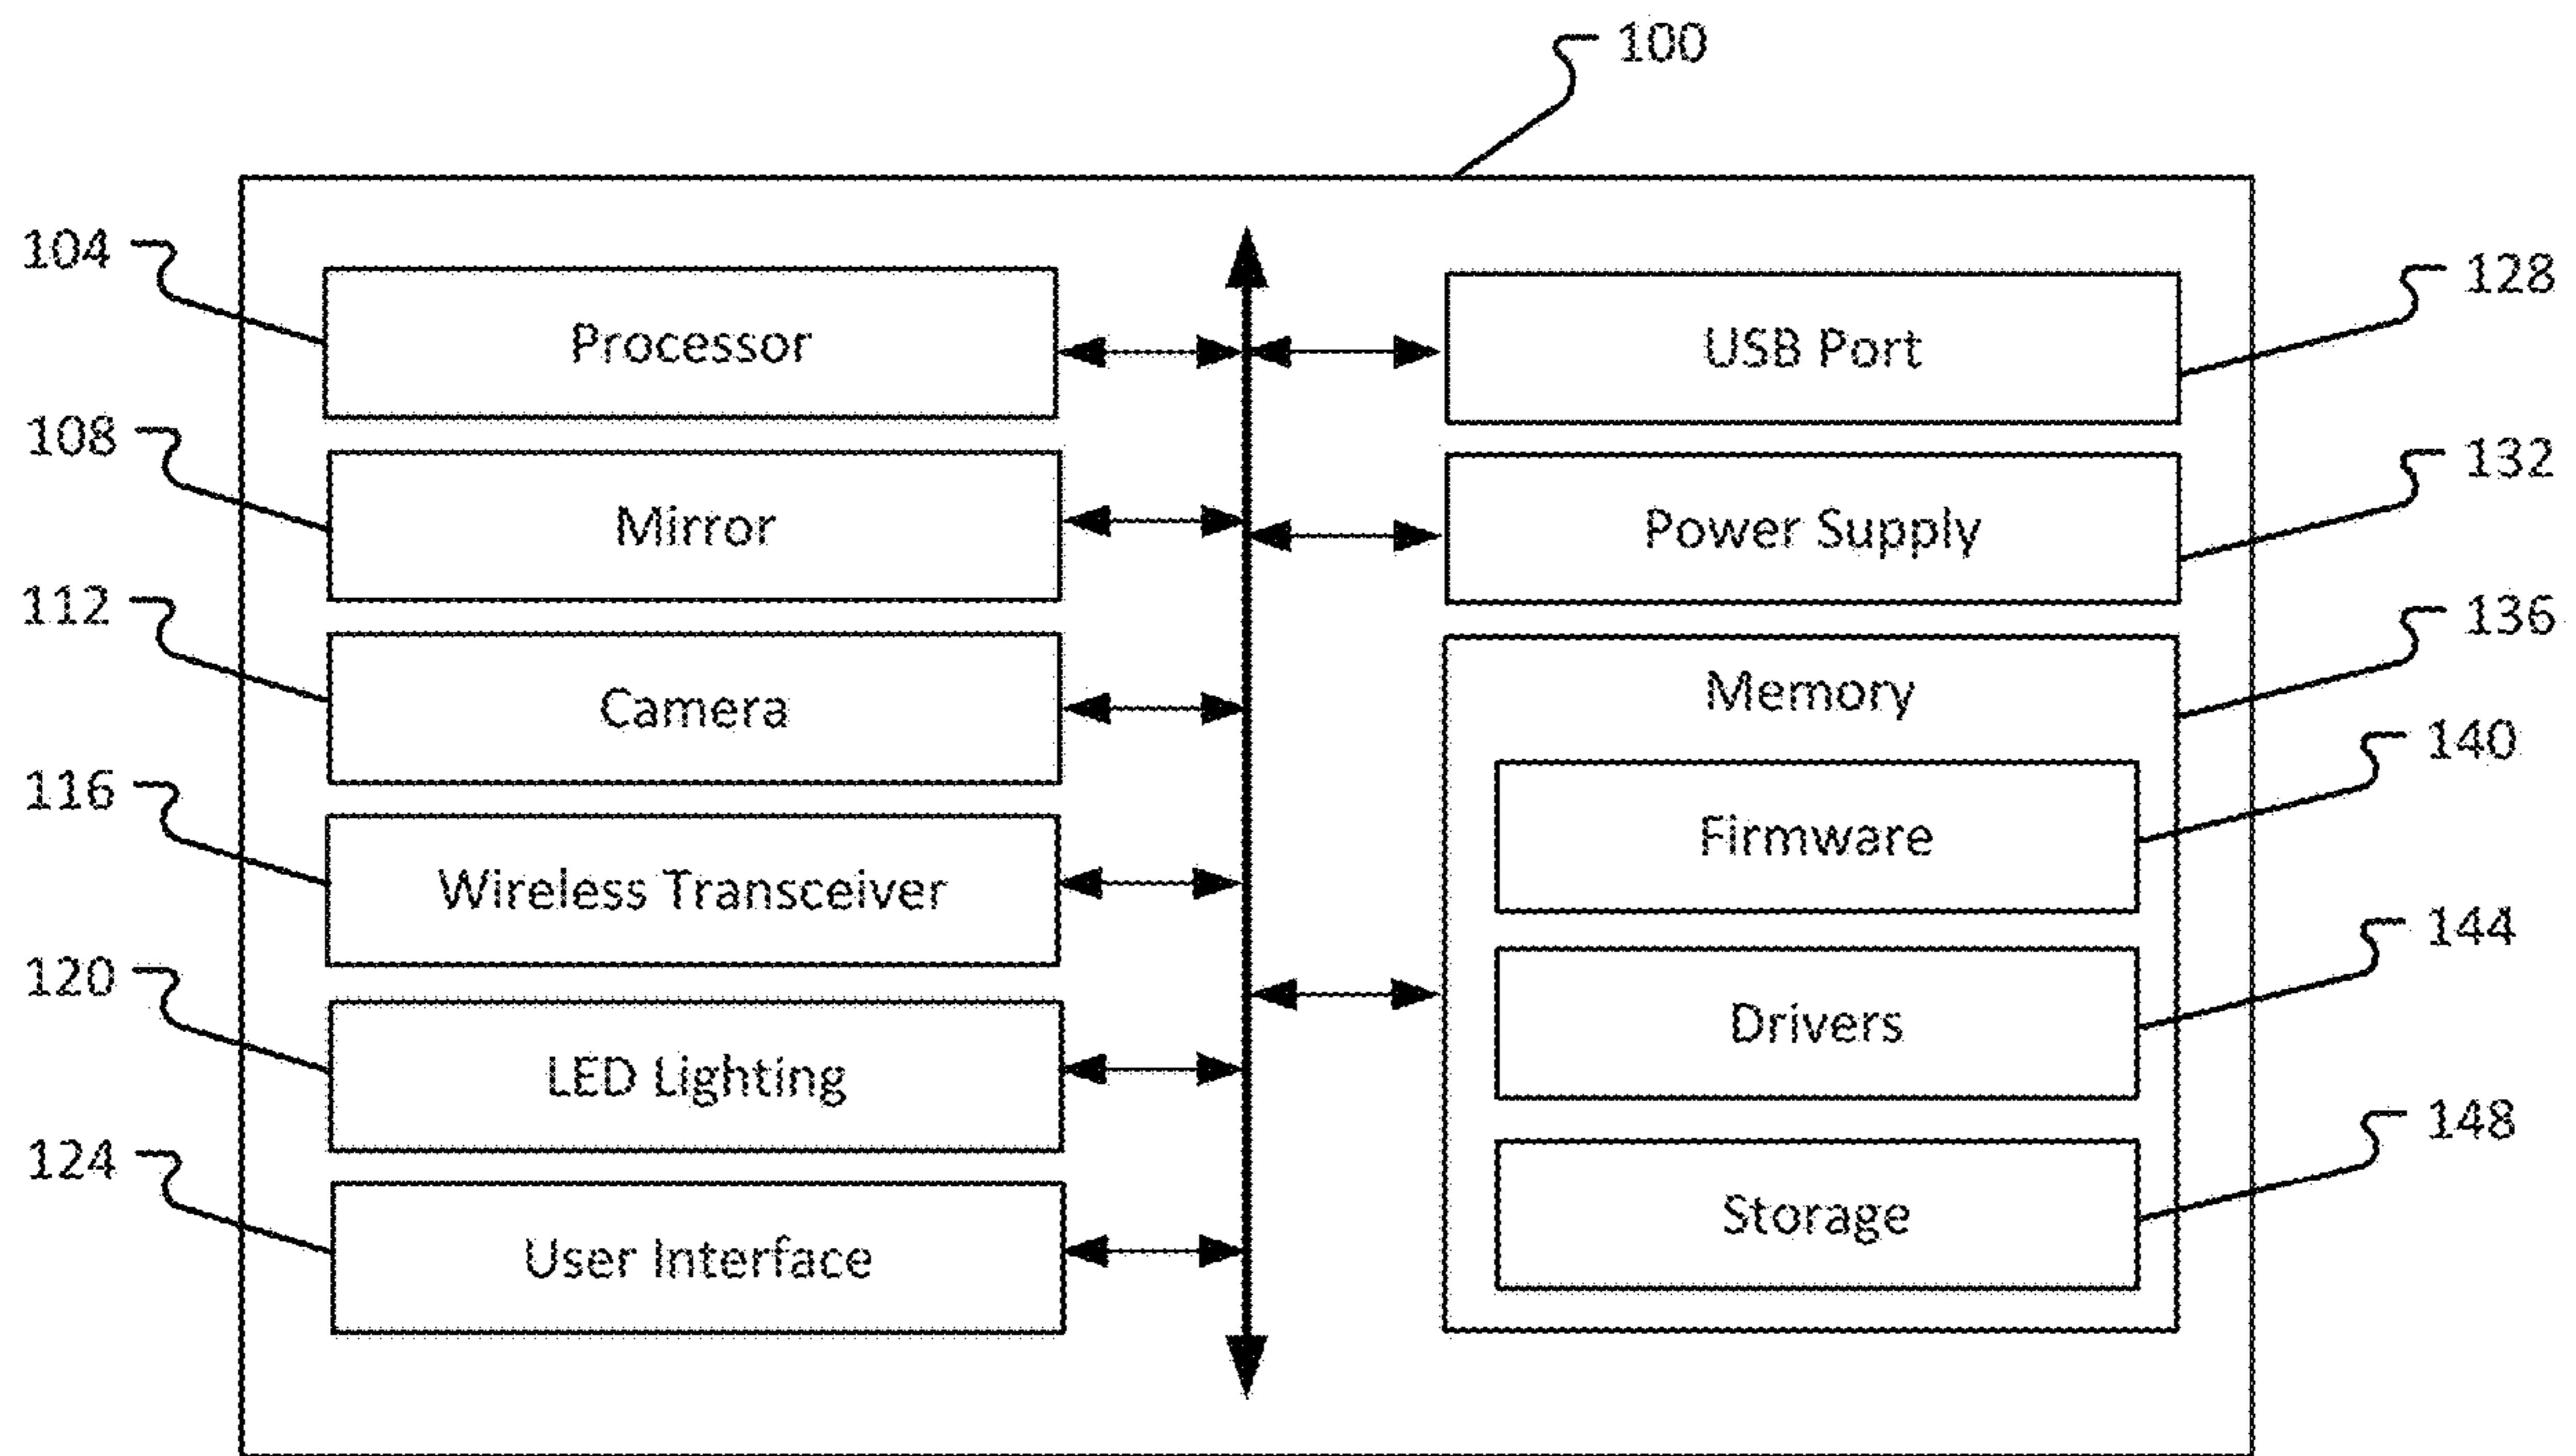 100
104
Processor
USB Port
128
108
Mirror
Power Supply
132
112
Camera
Memory
136
140
116
Wireless Transceiver
Firmware
120
LED Lighting
Drivers
144
124
User Interface
Storage
148